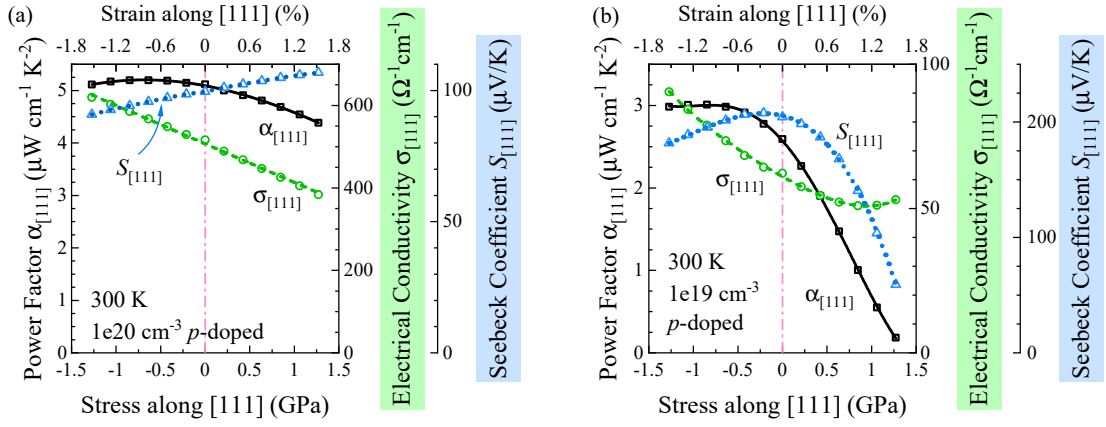 (a)
Strain along [111] (%)
-1.8 -1.2 -0.6 0 0.6 1.2 1.8
Power Factor α[111] (μW cm-1 K-2)
0 1 2 3 4 5
α[111]
S[111]
σ[111]
300 K
1e20 cm-3 p-doped
-1.5 -1 -0.5 0 0.5 1 1.5
Stress along [111] (GPa)
0 200 400 600
Electrical Conductivity σ[111] (Ω-1cm-1)
0 50 100
Seebeck Coefficient S[111] (μV/K)
(b)
Strain along [111] (%)
-1.8 -1.2 -0.6 0 0.6 1.2 1.8
Power Factor α[111] (μW cm-1 K-2)
0 1 2 3
S[111]
σ[111]
α[111]
300 K
1e19 cm-3
p-doped
-1.5 -1 -0.5 0 0.5 1 1.5
Stress along [111] (GPa)
0 50 100
Electrical Conductivity σ[111] (Ω-1cm-1)
0 100 200
Seebeck Coefficient S[111] (μV/K)